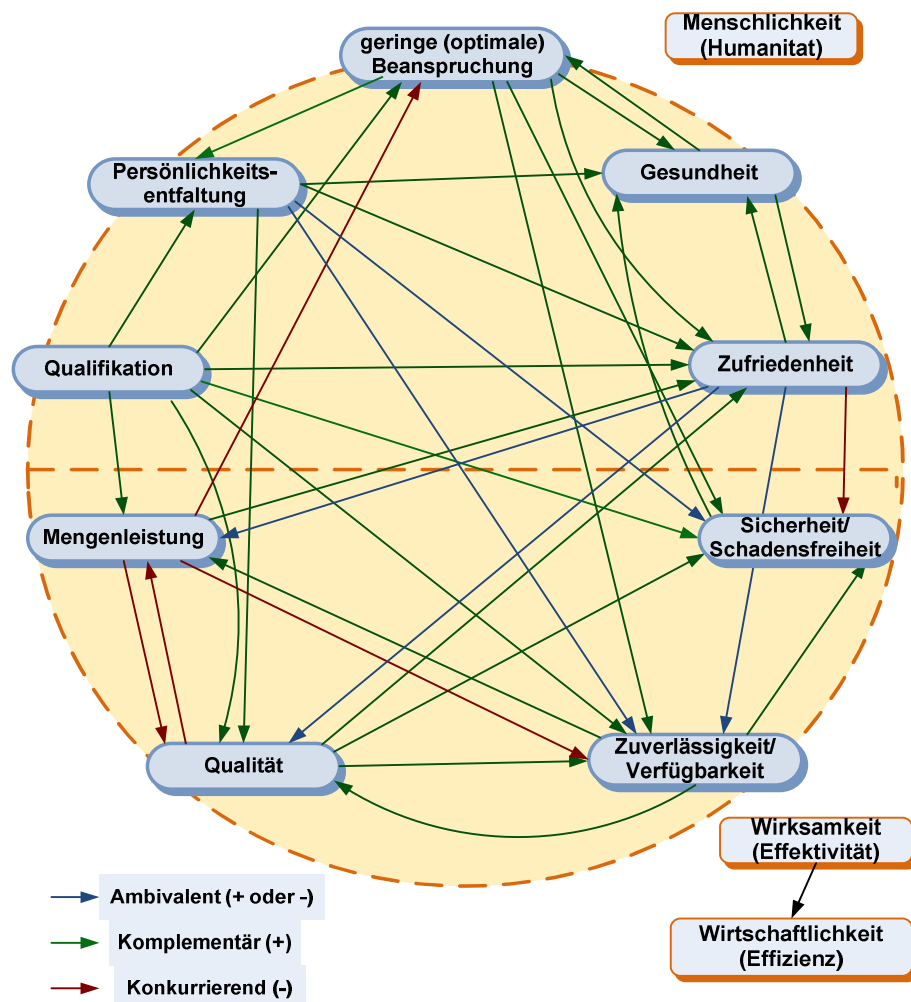 Menschlichkeit
(Humanitat)
geringe (optimale)
Beanspruchung
Persönlichkeits-
entfaltung
Gesundheit
Qualifikation
Zufriedenheit
Mengenleistung
Sicherheit/
Schadensfreiheit
Qualität
Zuverlässigkeit/
Verfügbarkeit
Wirksamkeit
(Effektivität)
Wirtschaftlichkeit
(Effizienz)
Ambivalent (+ oder -)
Komplementär (+)
Konkurrierend (-)